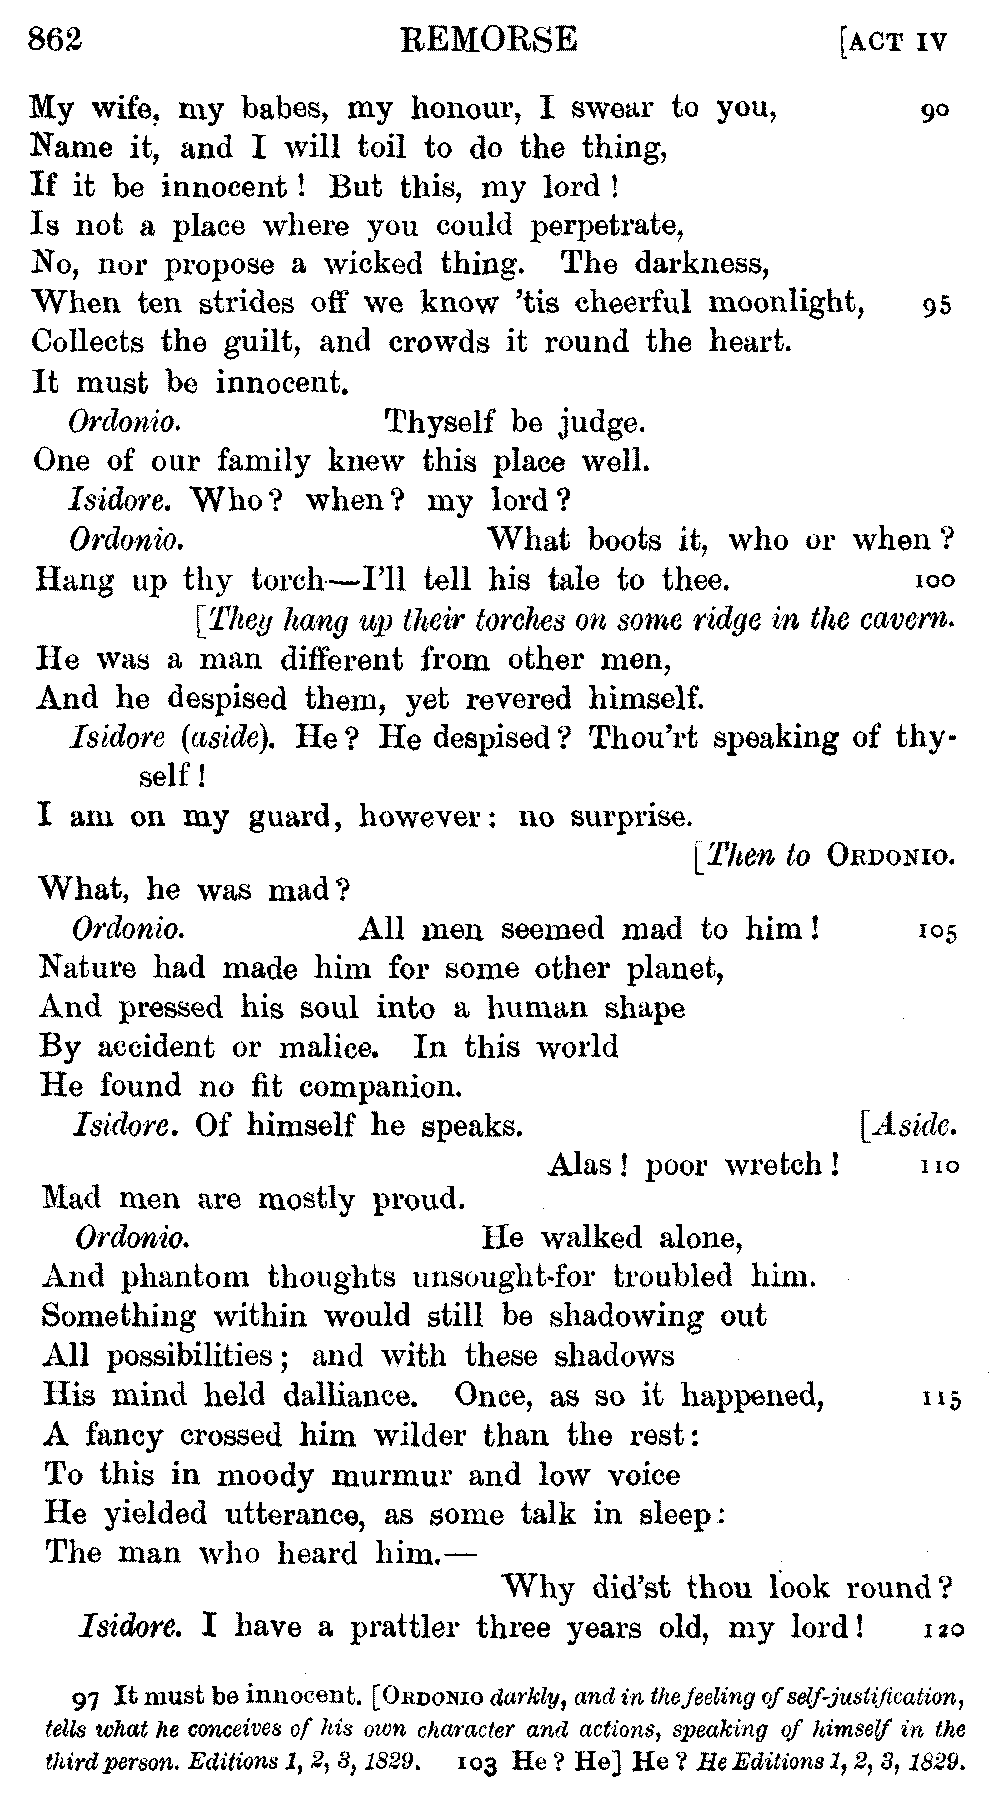 862 REMORSE [ACT IV
My wife, my babes, my honour, I swear to you, 90
Name it, and I will toil to do the thing,
If it be innocent ! But this, my lord !
Is not a place where you could perpetrate,
No, nor propose a wicked thing. The darkness,
When ten strides off we know ’tis cheerful moonlight, 95
Collects the guilt, and crowds it round the heart.
It must be innocent.
Ordonio. Thyself be judge.
One of our family knew this place well.
Isidore. Who? when? my lord?
Ordonio. What boots it, who or when?
Hang up thy torch—I’ll tell his tale to thee. 100
[They hang up their torches on some ridge in the cavern.
He was a man different from other men,
And he despised them, yet revered himself.
Isidore (aside). He? He despised? Thou’rt speaking of thy-
self !
I am on my guard, however: no surprise.
[Then to ORDONIO.
What, he was mad?
Ordonio. All men seemed mad to him! 105
Nature had made him for some other planet,
And pressed his soul into a human shape
By accident or malice. In this world
He found no fit companion.
Isidore. Of himself he speaks. [Aside.
Alas! poor wretch! 110
Mad men are mostly proud.
Ordonio. He walked alone,
And phantom thoughts unsought-for troubled him.
Something within would still be shadowing out
All possibilities; and with these shadows
His mind held dalliance. Once, as so it happened, 115
A fancy crossed him wilder than the rest:
To this in moody murmur and low voice
He yielded utterance, as some talk in sleep:
The man who heard him.—
Why did’st thou look round?
Isidore. I have a prattler three years old, my lord! 120
97 It must be innocent. [ORDONIO darkly, and in the feeling of self-justification,
tells what he conceives of his own character and actions, speaking of himself in the
third person. Editions 1, 2, 3, 1829. 103 He? He] He? He Editions 1, 2, 3, 1829.